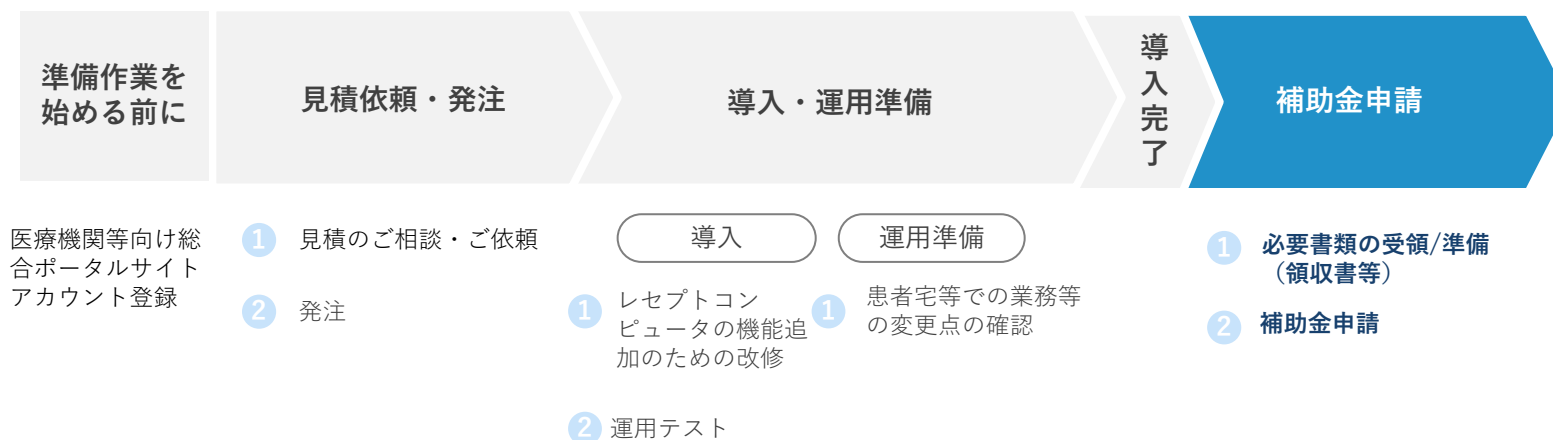 準備作業を
始める前に
見積依頼・発注
導入・運用準備
導入完了
補助金申請
医療機関等向け総
合ポータルサイト
アカウント登録
1 見積のご相談・ご依頼
2 発注
導入
1 レセプトコン
ピュータの機能追
加のための改修
2 運用テスト
運用準備
1 患者宅等での業務等
の変更点の確認
1 必要書類の受領/準備
（領収書等）
2 補助金申請